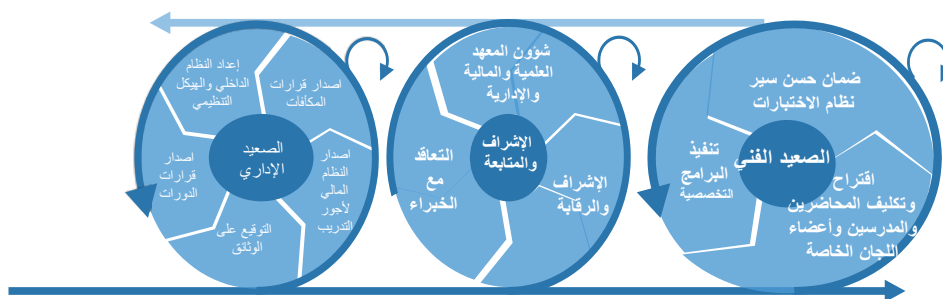 ضمان حسن سير
نظام الاختبارات
الصعيد الفني
تنفيذ
البرامج
التخصصية
اقتراح
وتكليف المحاضرين
والمدرسين وأعضاء
اللجان الخاصة
شؤون المعهد
العلمية والمالية
والإدارية
الإشراف
والمتابعة
التعاقد
مع
الخبراء
الإشراف
والرقابة
اصدار قرارات
المكافات
إعداد النظام
الداخلي والهيكل
التنظيمي
الصعيد
الإداري
اصدار
النظام
المالي
لأجور
التدريب
اصدار
قرارات
الدورات
التوقيع على
الوثائق